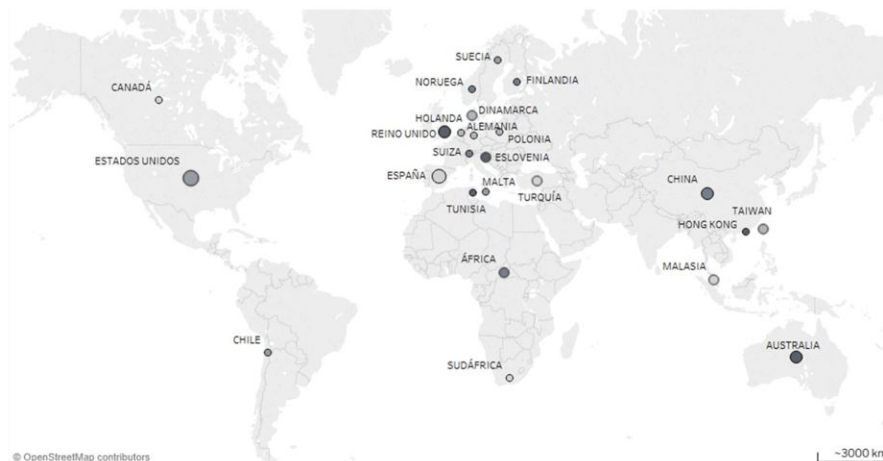 SUECIA
CANADÁ
NORUEGA
FINLANDIA
DINAMARCA
HOLANDA
ALEMANIA
REINO UNIDO
POLONIA
SUIZA
ESLOVENIA
ESTADOS UNIDOS
ESPAÑA
MALTA
CHINA
TURQUÍA
TUNISIA
TAIWAN
HONG KONG
ÁFRICA
MALASIA
CHILE
AUSTRALIA
SUDÁFRICA
© OpenStreetMap contributors
~3000 km